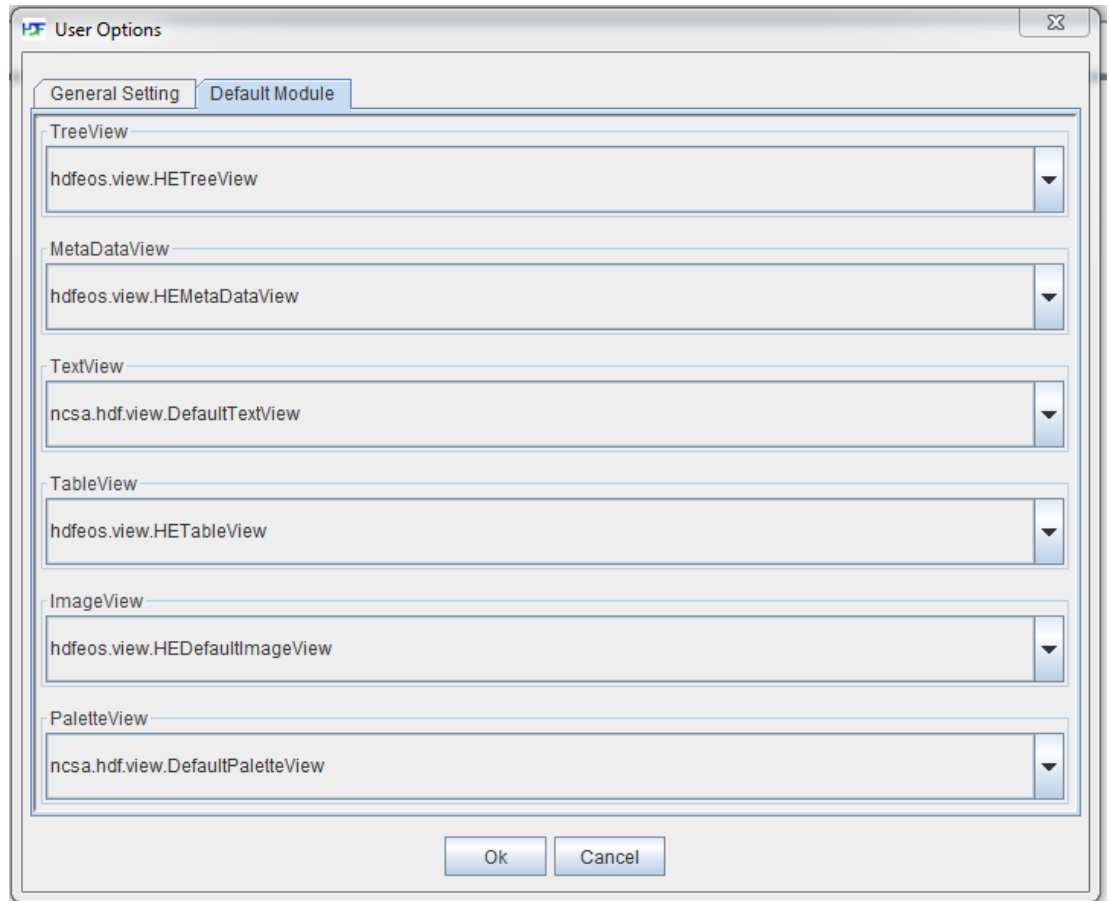 HDF User Options
General Setting Default Module
TreeView
hdfeos.view.HETreeView
MetaDataView
hdfeos.view.HEMetaDataView
TextView
ncsa.hdf.view.DefaultTextView
TableView
hdfeos.view.HETableView
ImageView
hdfeos.view.HEDefaultImageView
PaletteView
ncsa.hdf.view.DefaultPaletteView
Ok Cancel